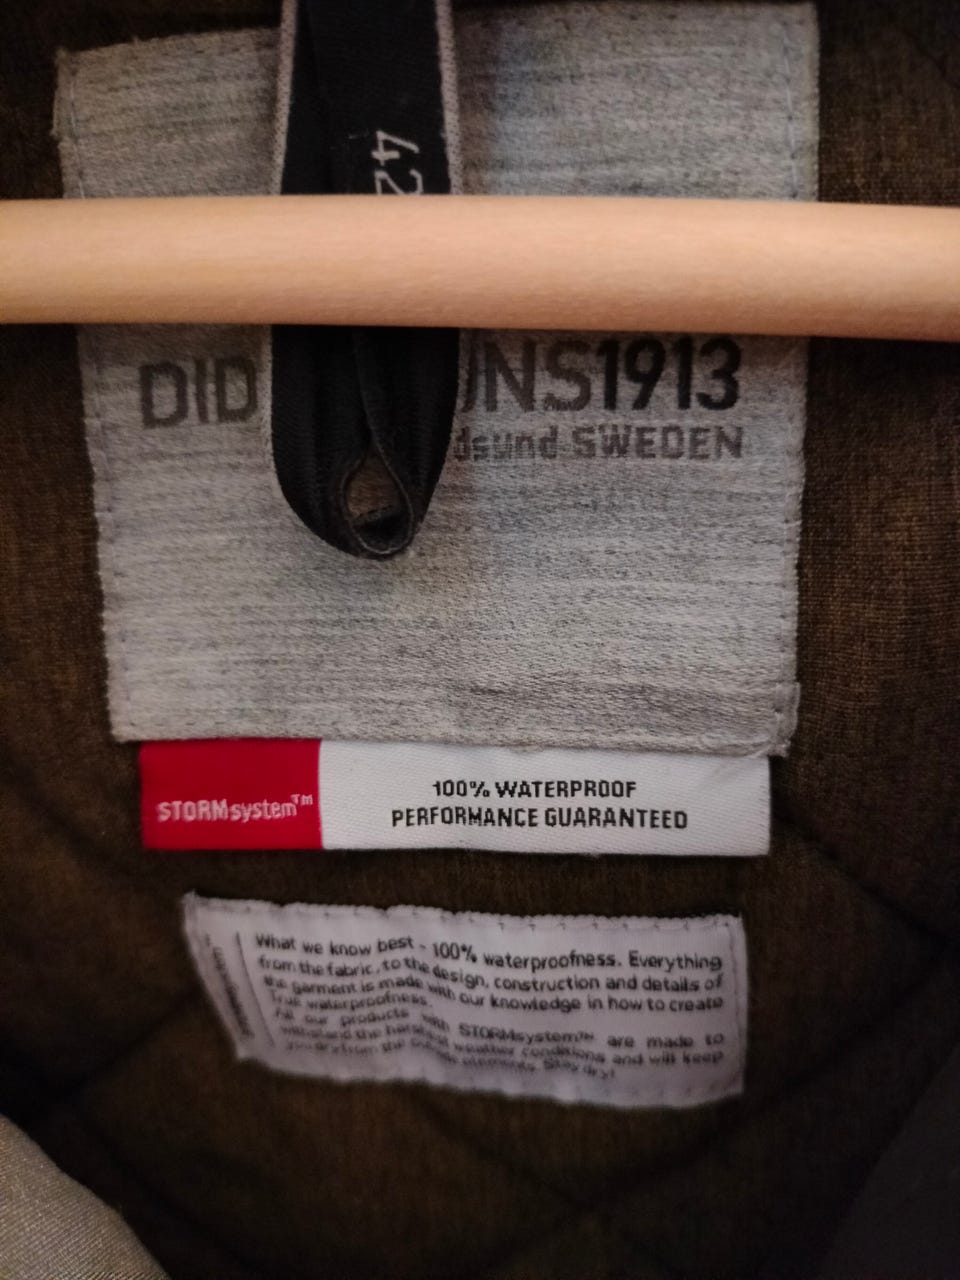 42
DID NS1913
dsund SWEDEN
STORMsystem™
100% WATERPROOF
PERFORMANCE GUARANTEED
What we know best - 100% waterproofness. Everything
from the fabric, to the design, construction and details of
the garment is made with our knowledge in how to create
True waterproofness.
All our products with STORMsystem™ are made to
withstand the harshest weather conditions and will keep
you dry from the outside elements. Stay dry!